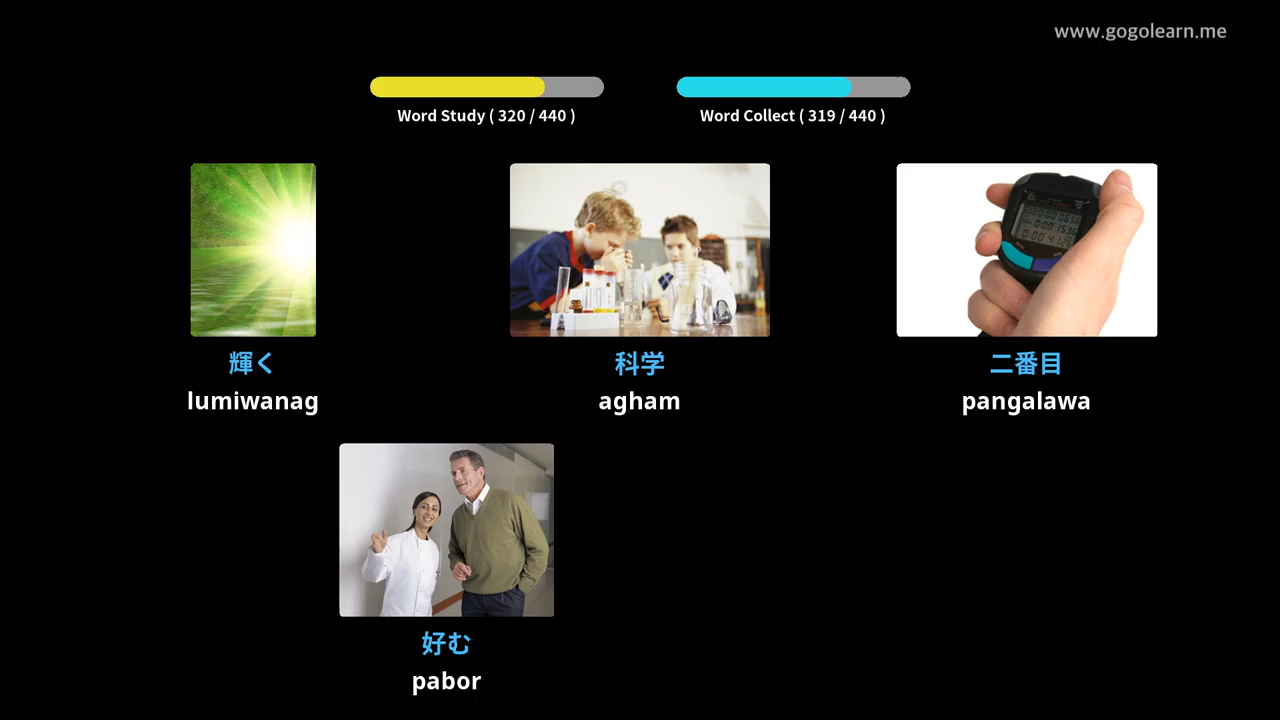 www.gogolearn.me
Word Study ( 320 / 440 )
Word Collect ( 319 / 440 )
輝く
lumiwanag
科学
agham
二番目
pangalawa
好む
pabor